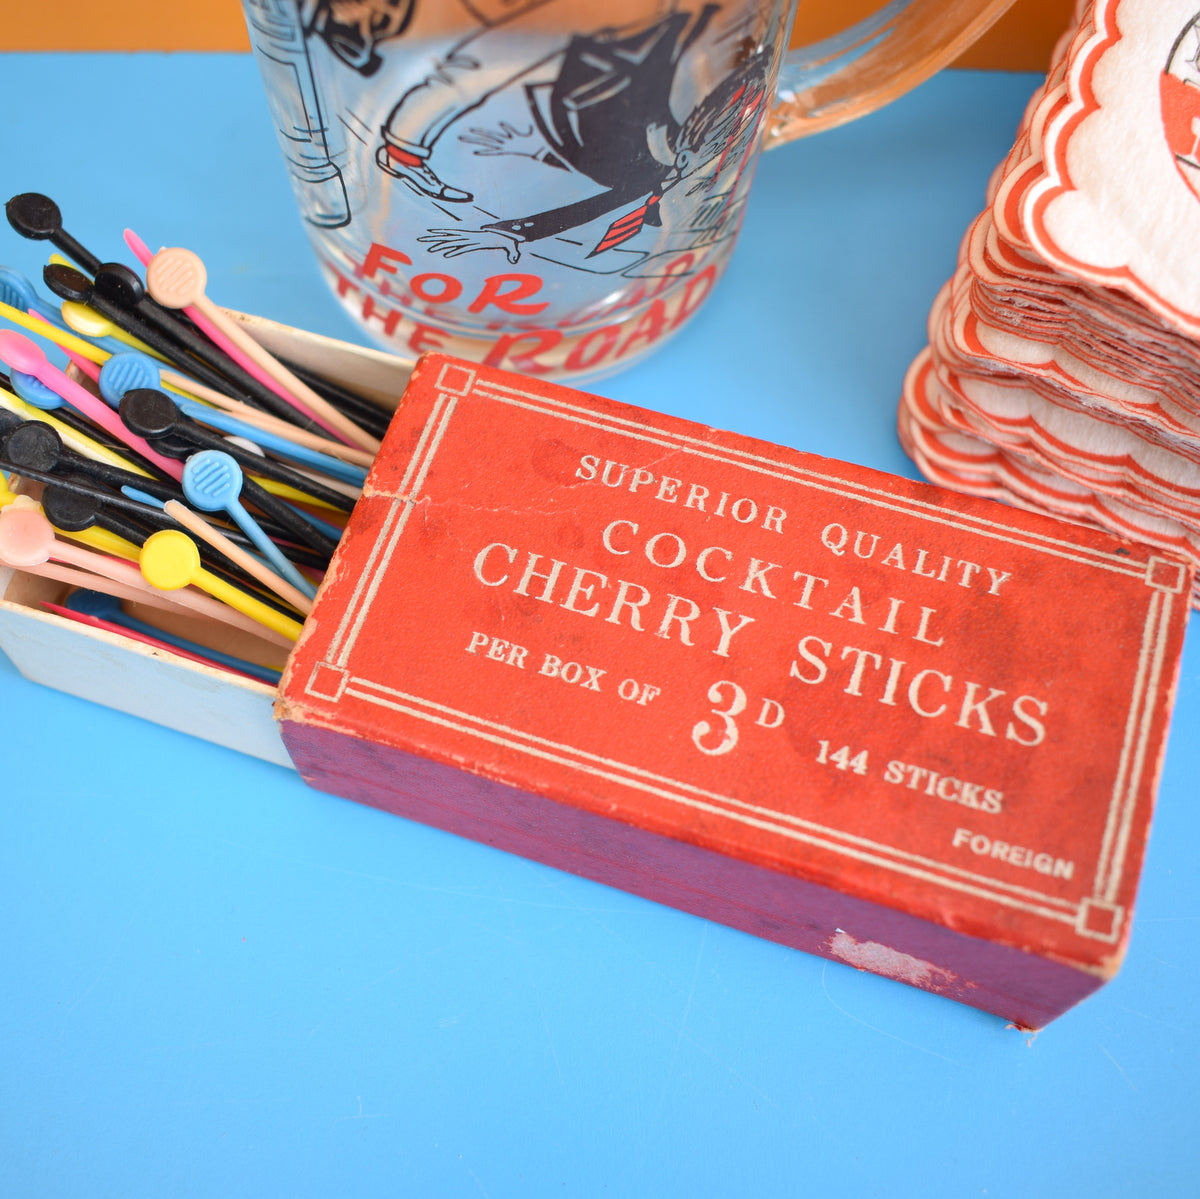 FOR
THE ROAD
SUPERIOR QUALITY
COCKTAIL
CHERRY STICKS
PER BOX OF 3D 144 STICKS
FOREIGN